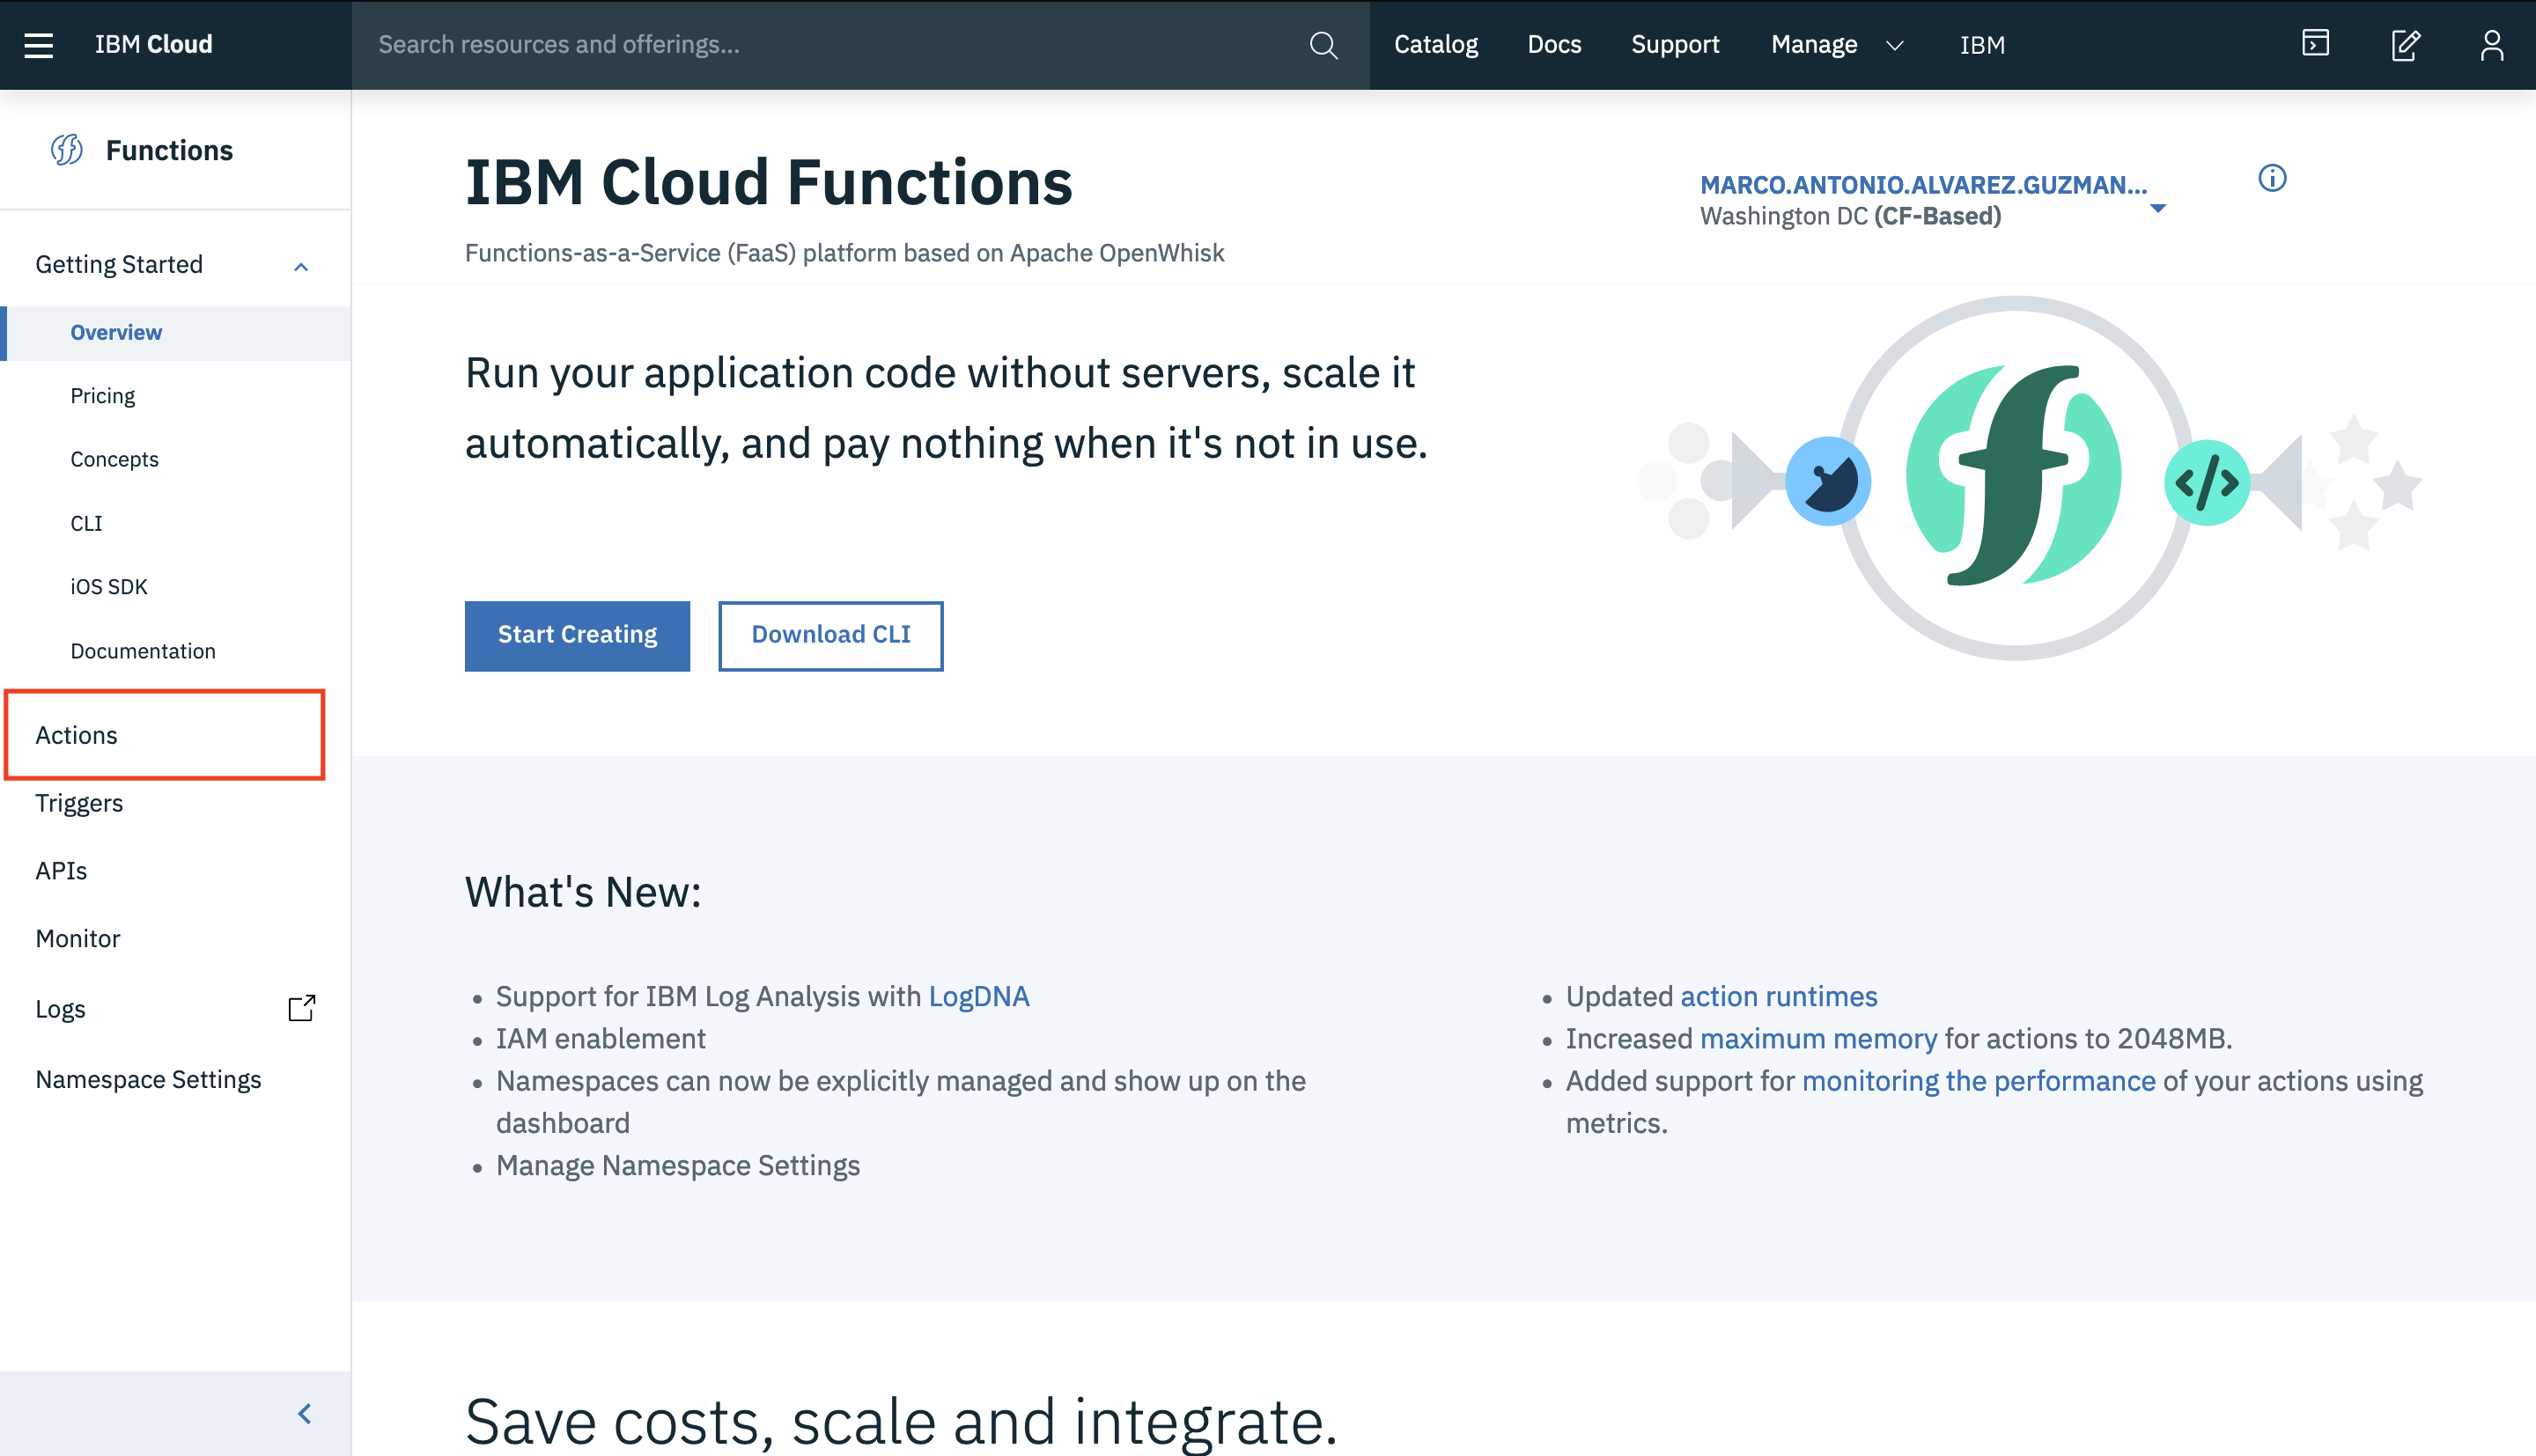 IBM Cloud
Search resources and offerings...
Catalog
Docs
Support
Manage
IBM
Functions
Getting Started
Overview
Pricing
Concepts
CLI
iOS SDK
Documentation
Actions
Triggers
APIs
Monitor
Logs
Namespace Settings
IBM Cloud Functions
Functions-as-a-Service (FaaS) platform based on Apache OpenWhisk
MARCO.ANTONIO.ALVAREZ.GUZMAN...
Washington DC (CF-Based)
Run your application code without servers, scale it
automatically, and pay nothing when it's not in use.
Start Creating
Download CLI
What's New:
Support for IBM Log Analysis with LogDNA
IAM enablement
Namespaces can now be explicitly managed and show up on the
dashboard
Manage Namespace Settings
Updated action runtimes
Increased maximum memory for actions to 2048MB.
Added support for monitoring the performance of your actions using
metrics.
Save costs, scale and integrate.